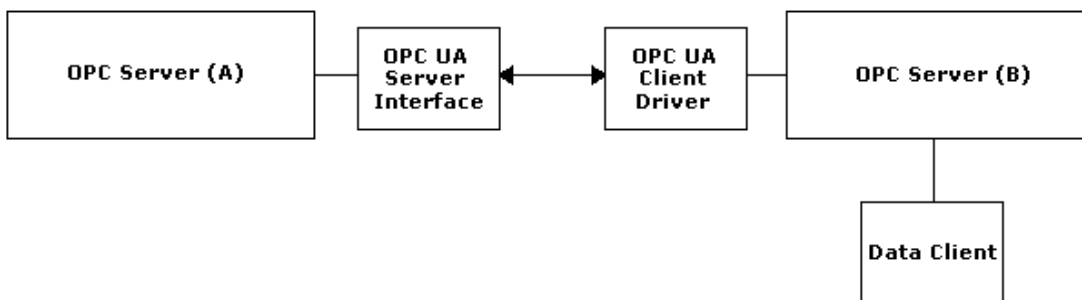 OPC Server (A)
OPC UA
Server
Interface
OPC UA
Client
Driver
OPC Server (B)
Data Client